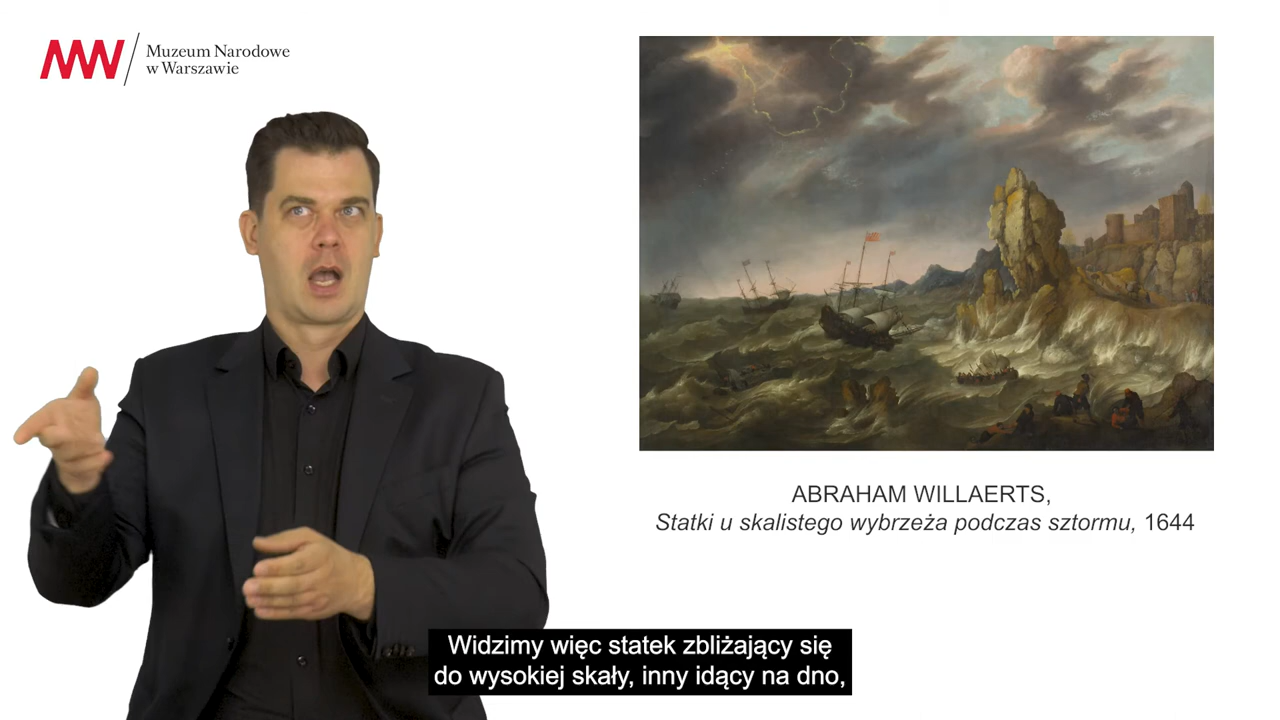 MW
Muzeum Narodowe
w Warszawie
ABRAHAM WILLAERTS,
Statki u skalistego wybrzeża podczas sztormu, 1644
Widzimy więc statek zbliżający się
do wysokiej skały, inny idący na dno,